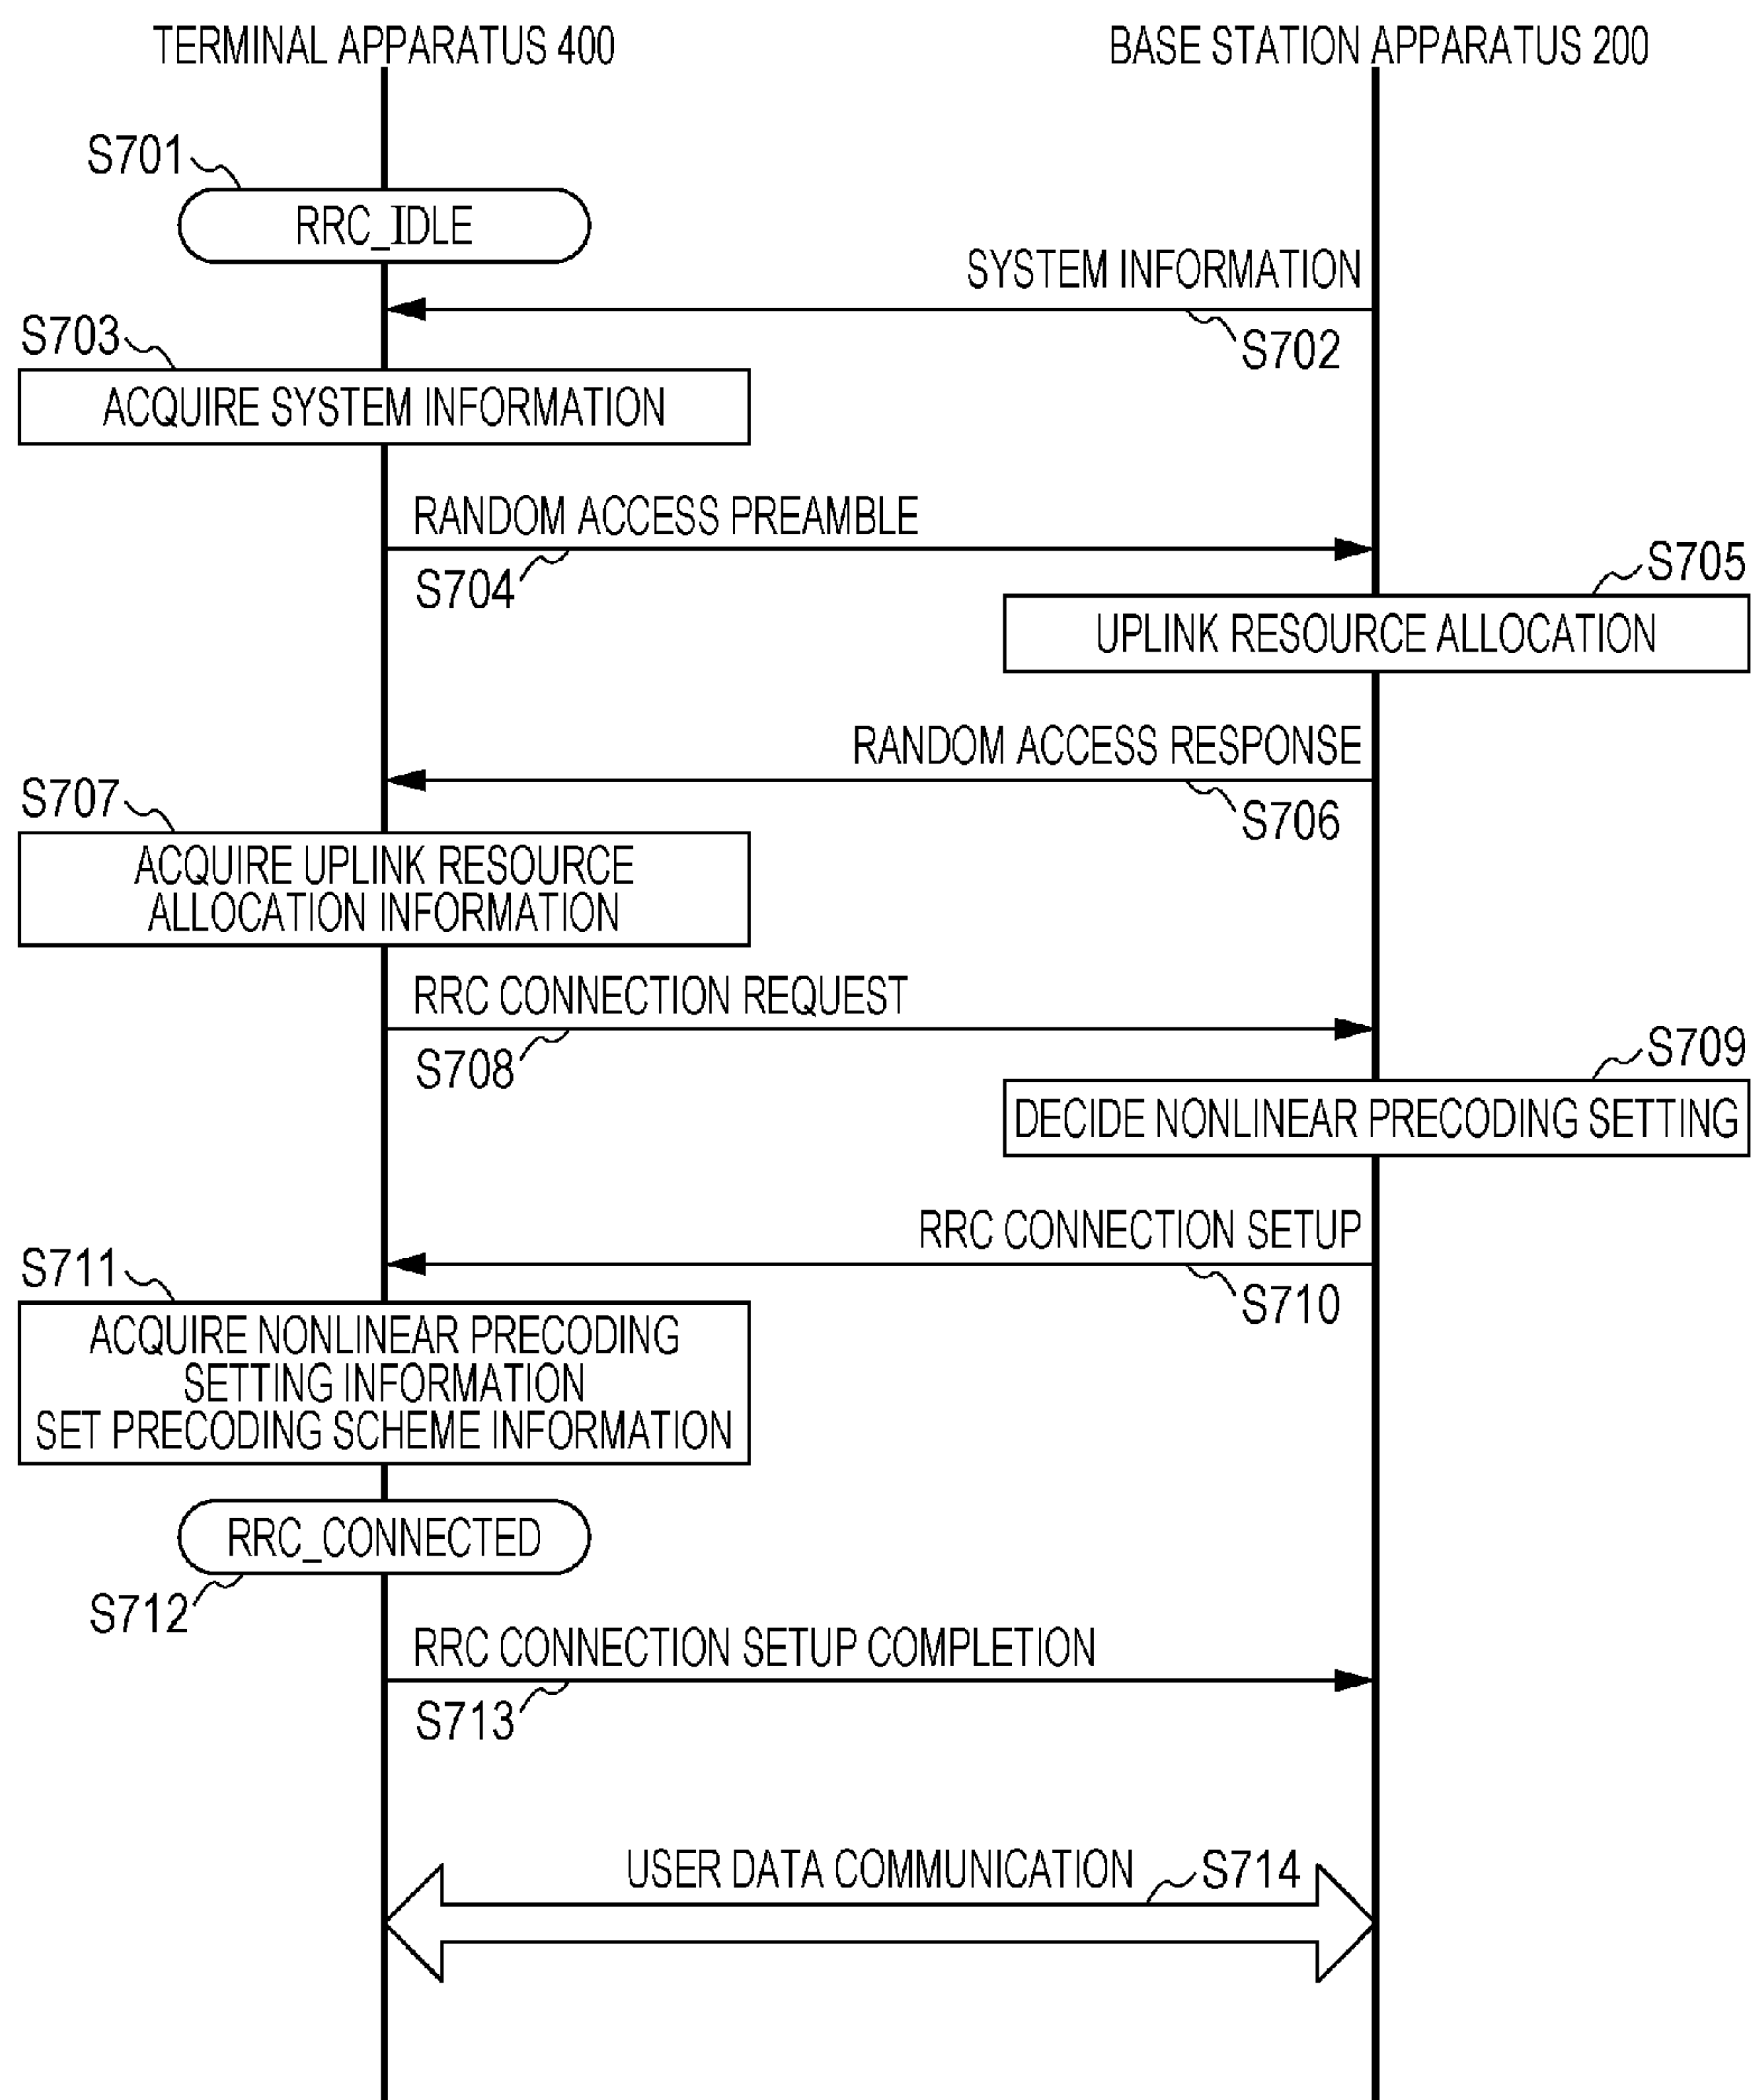 TERMINAL APPARATUS 400
BASE STATION APPARATUS 200
S701
RRC_IDLE
SYSTEM INFORMATION
S702
S703
ACQUIRE SYSTEM INFORMATION
RANDOM ACCESS PREAMBLE
S704
S705
UPLINK RESOURCE ALLOCATION
RANDOM ACCESS RESPONSE
S706
S707
ACQUIRE UPLINK RESOURCE
ALLOCATION INFORMATION
RRC CONNECTION REQUEST
S708
S709
DECIDE NONLINEAR PRECODING SETTING
RRC CONNECTION SETUP
S710
S711
ACQUIRE NONLINEAR PRECODING
SETTING INFORMATION
SET PRECODING SCHEME INFORMATION
RRC_CONNECTED
S712
RRC CONNECTION SETUP COMPLETION
S713
USER DATA COMMUNICATION
S714